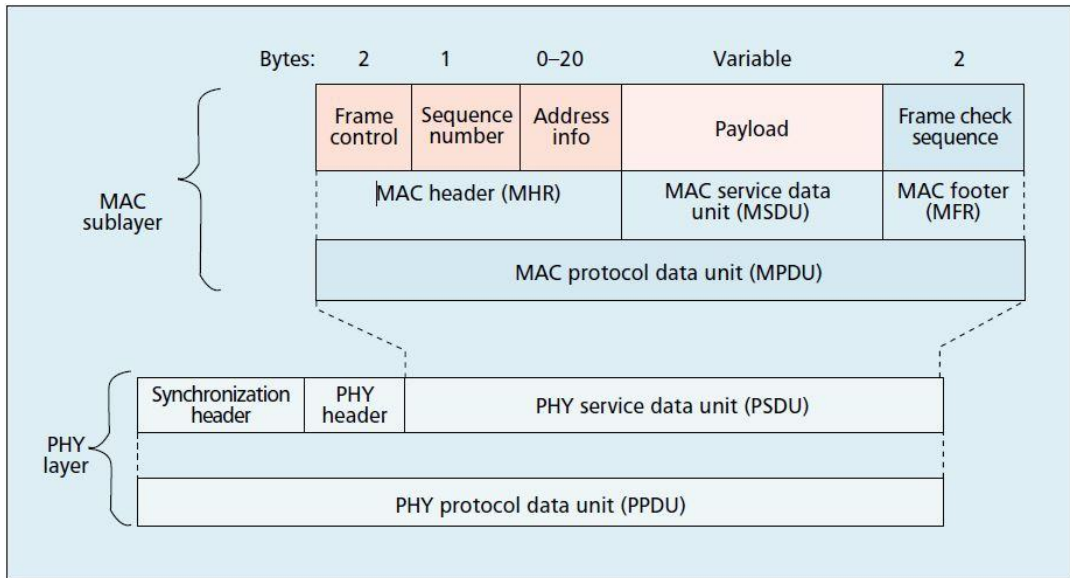 Bytes: 2 1 0–20 Variable 2
Frame control
Sequence number
Address info
Payload
Frame check sequence
MAC sublayer
MAC header (MHR)
MAC service data unit (MSDU)
MAC footer (MFR)
MAC protocol data unit (MPDU)
Synchronization header
PHY header
PHY service data unit (PSDU)
PHY layer
PHY protocol data unit (PPDU)